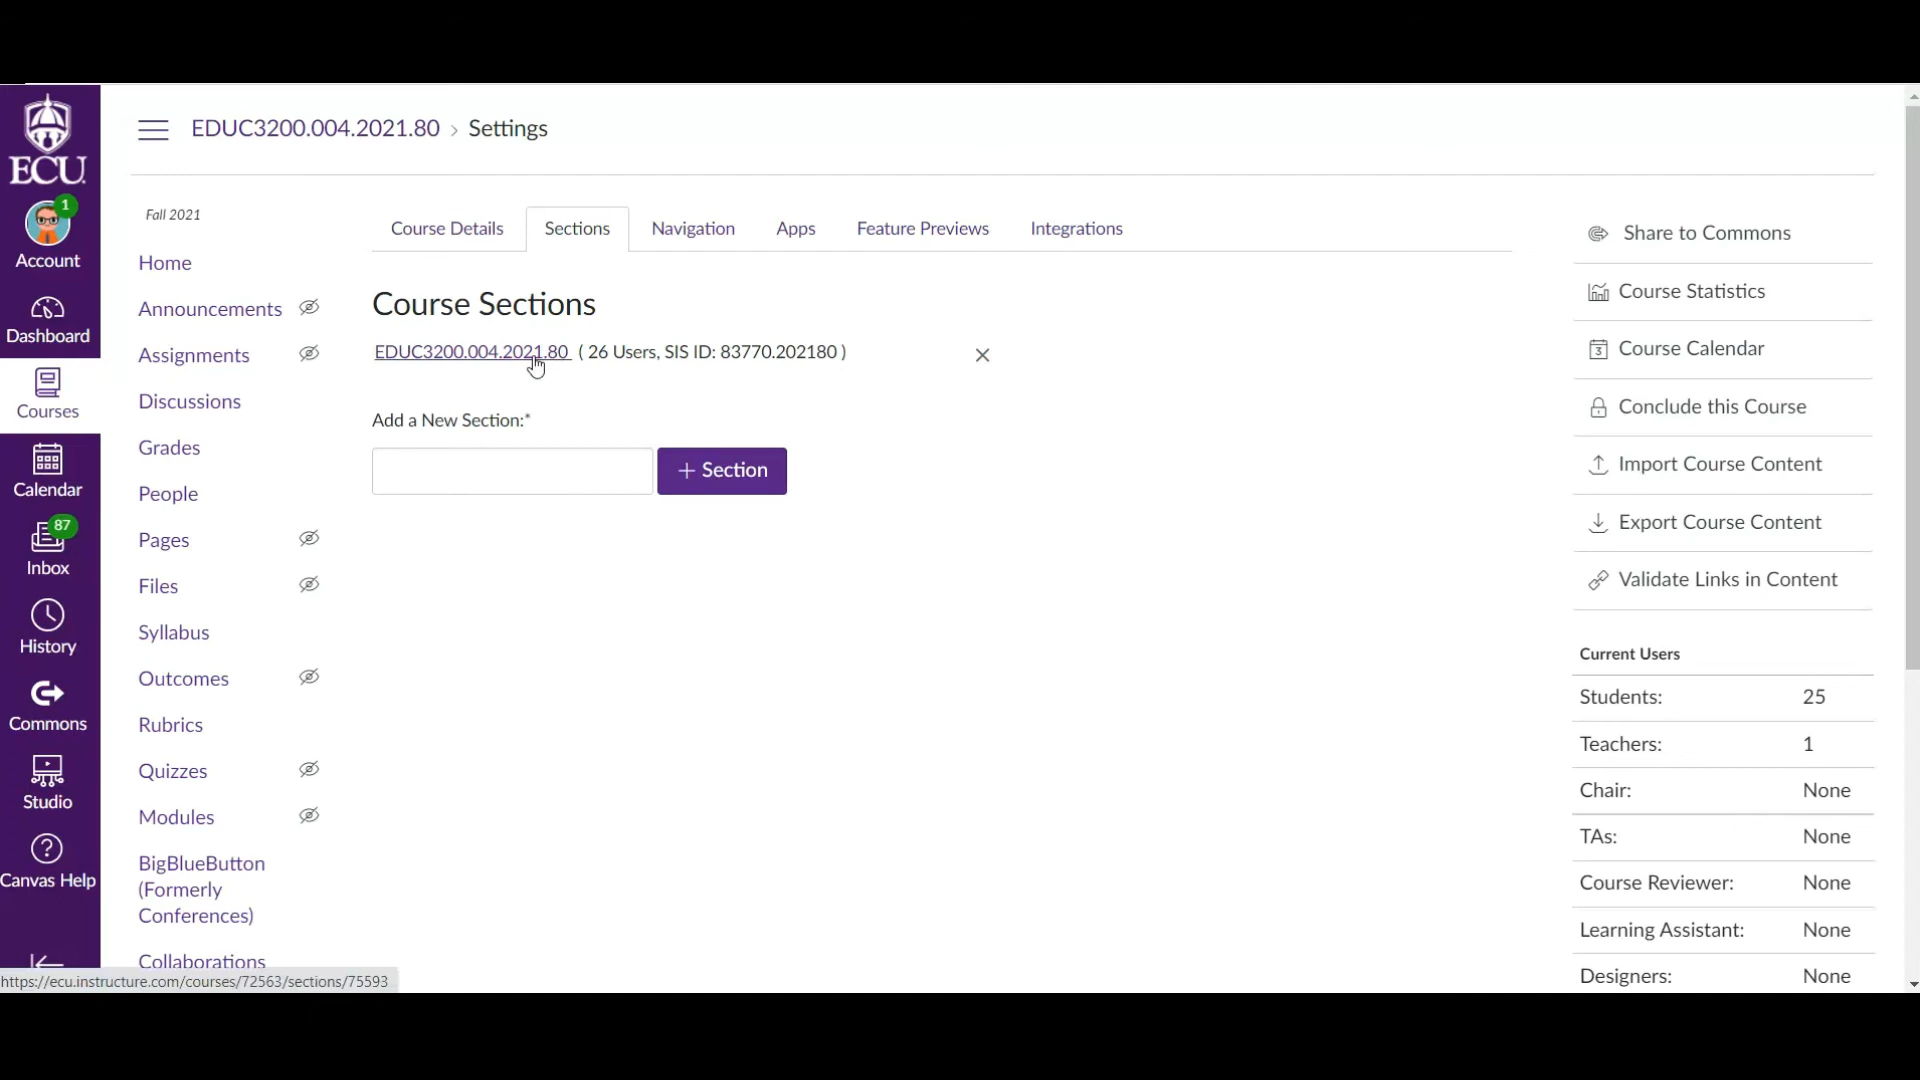 ECU
1
Account
Dashboard
Courses
Calendar
87
Inbox
History
Commons
Studio
Canvas Help
EDUC3200.004.2021.80 › Settings
Fall 2021
Home
Announcements
Assignments
Discussions
Grades
People
Pages
Files
Syllabus
Outcomes
Rubrics
Quizzes
Modules
BigBlueButton
(Formerly
Conferences)
Collaborations
Course Details Sections Navigation Apps Feature Previews Integrations
Course Sections
EDUC3200.004.2021.80 ( 26 Users, SIS ID: 83770.202180 )
Add a New Section:*
+ Section
Share to Commons
Course Statistics
3 Course Calendar
Conclude this Course
Import Course Content
Export Course Content
Validate Links in Content
Current Users
Students: 25
Teachers: 1
Chair: None
TAs: None
Course Reviewer: None
Learning Assistant: None
Designers: None
https://ecu.instructure.com/courses/72563/sections/75593